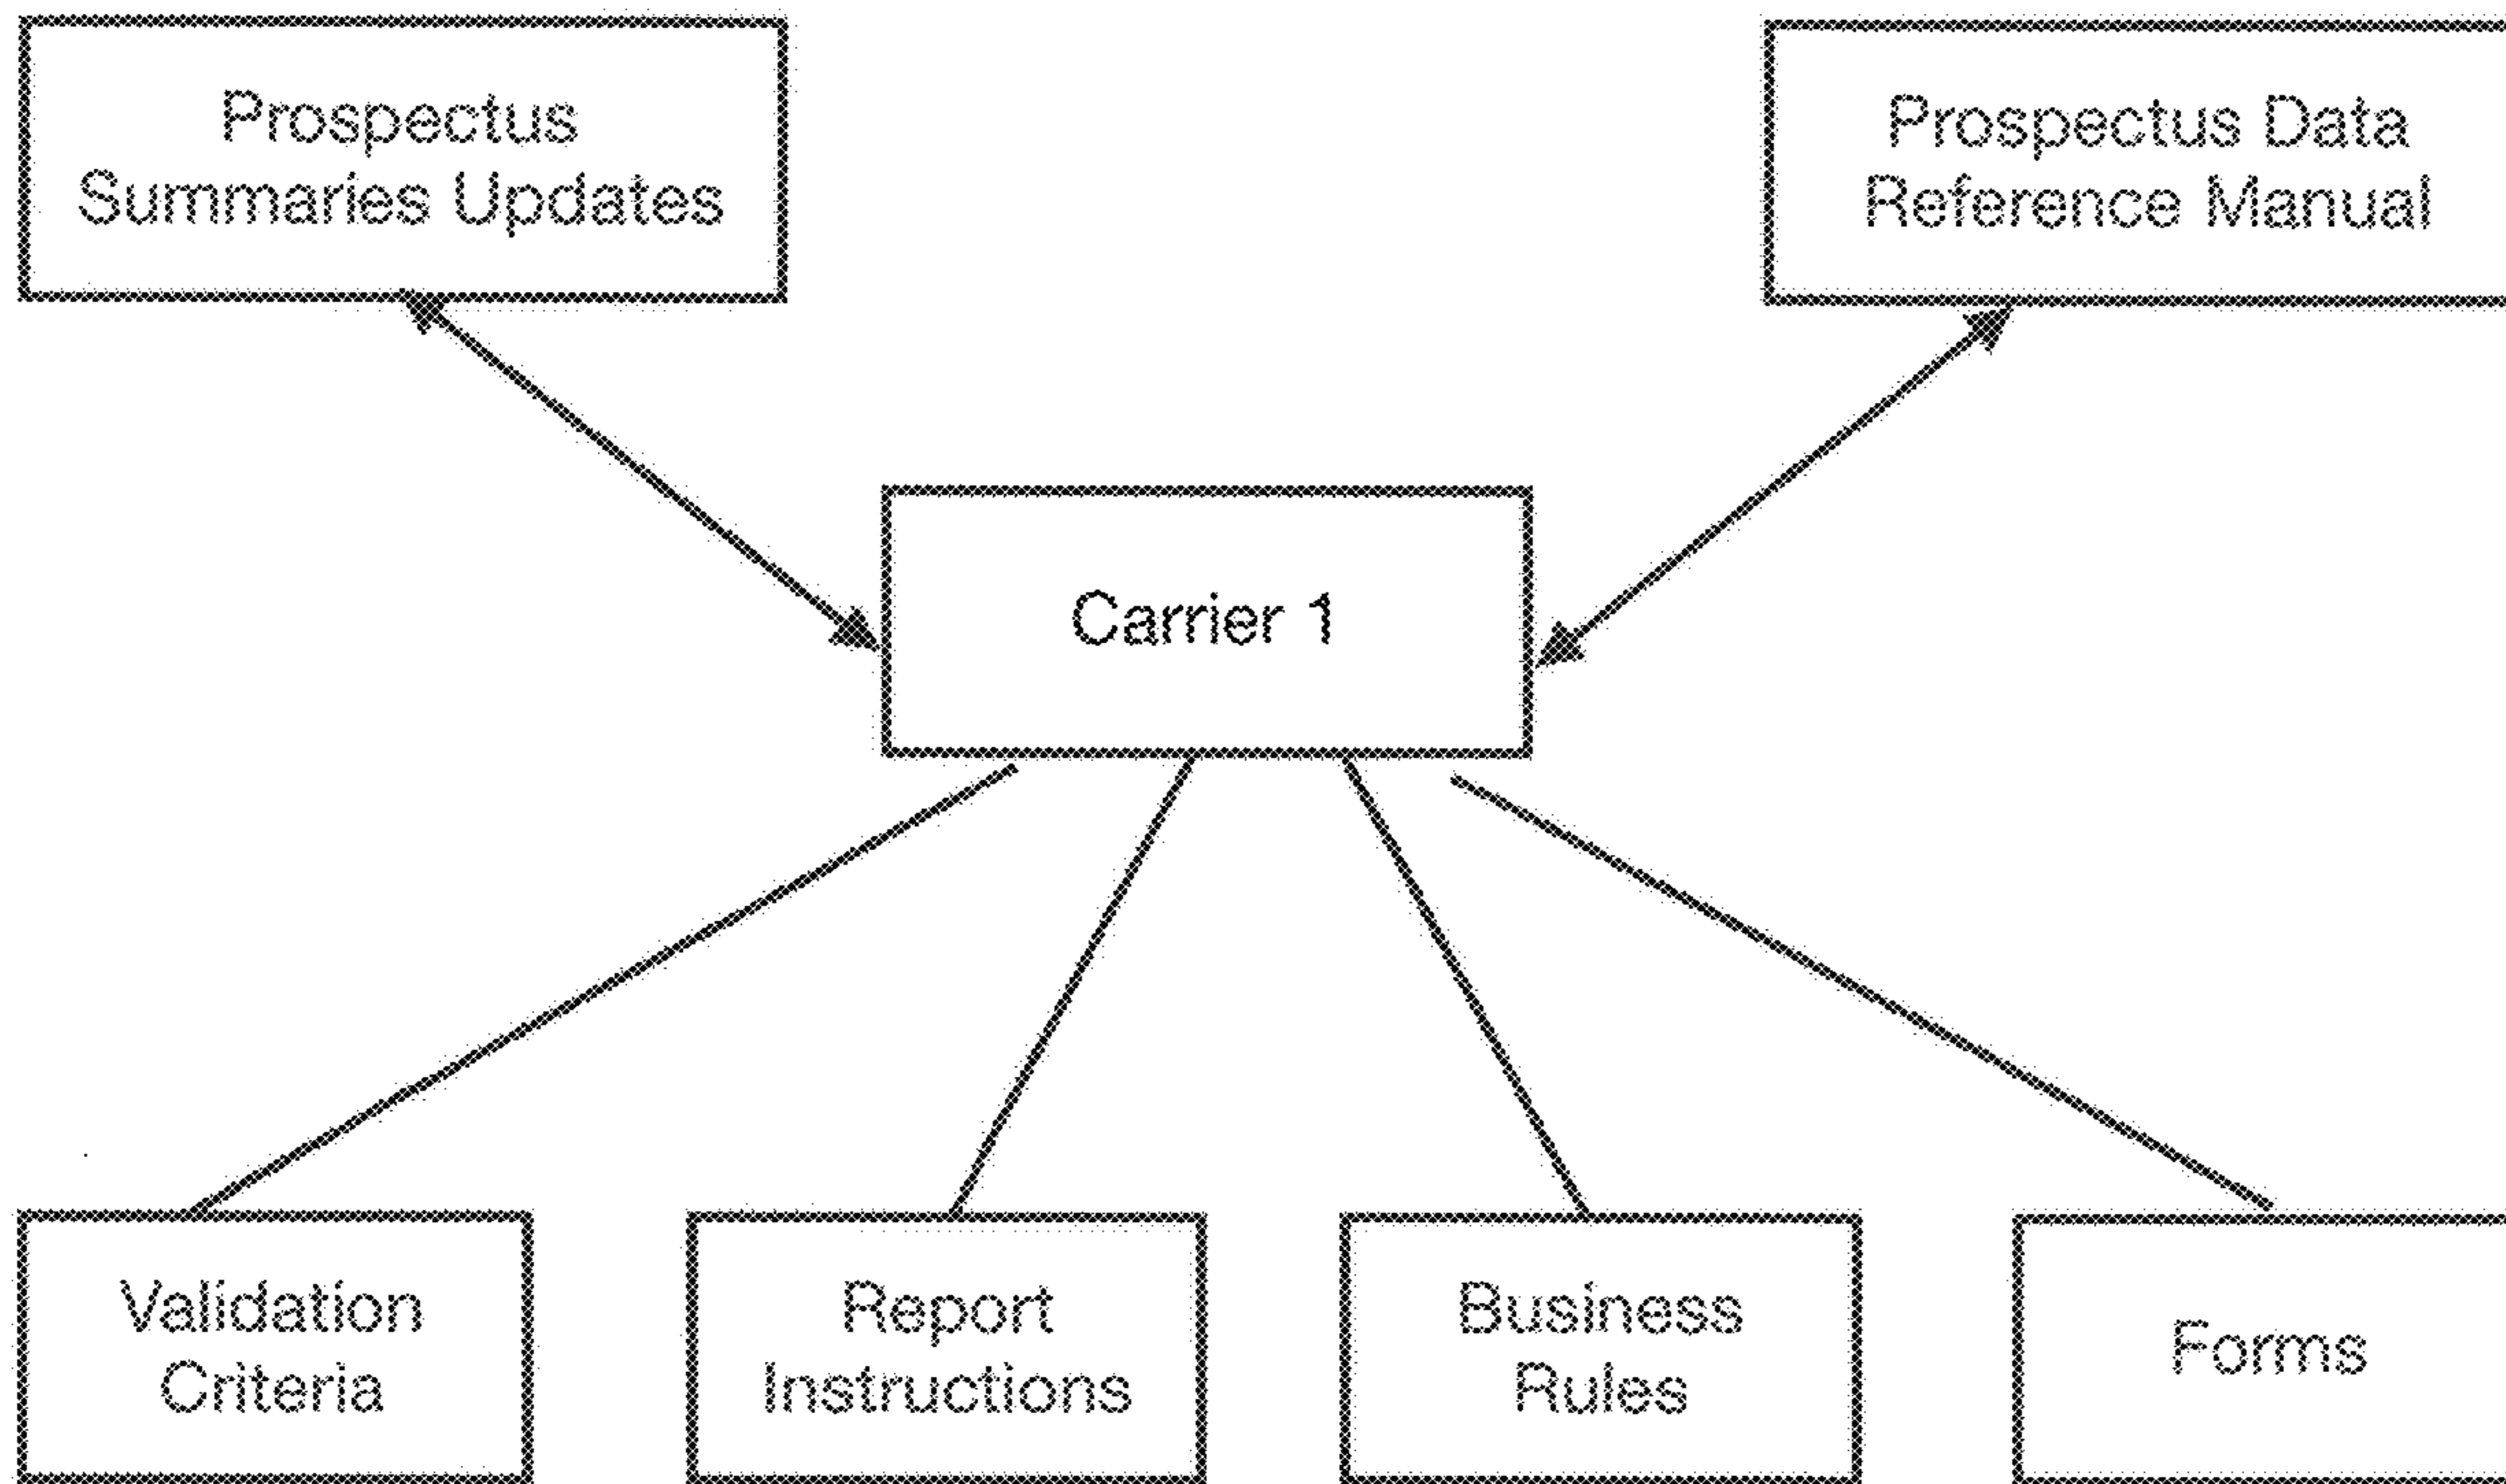 Prospectus
Summaries Updates
Prospectus Data
Reference Manual
Carrier 1
Validation
Criteria
Report
Instructions
Business
Rules
Forms